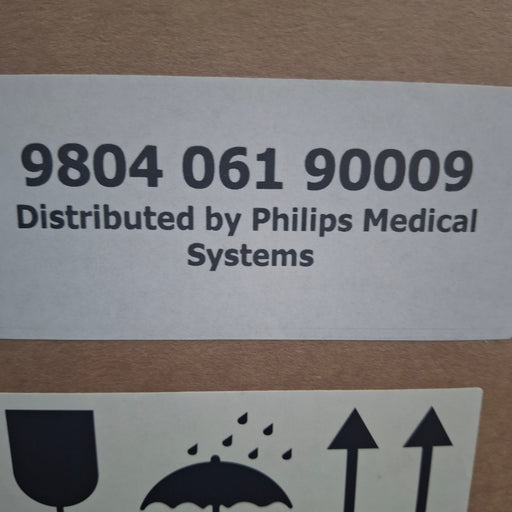 9804 061 90009
Distributed by Philips Medical
Systems